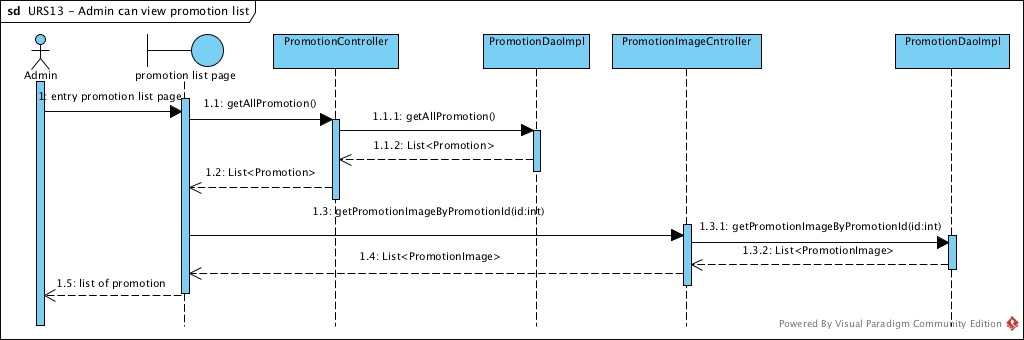 sd URS13 - Admin can view promotion list
Admin
promotion list page
PromotionController
PromotionDaoImpl
PromotionImageCntroller
PromotionDaoImpl
1: entry promotion list page
1.1: getAllPromotion()
1.1.1: getAllPromotion()
1.1.2: List<Promotion>
1.2: List<Promotion>
1.3: getPromotionImageByPromotionId(id:int)
1.3.1: getPromotionImageByPromotionId(id:int)
1.3.2: List<PromotionImage>
1.4: List<PromotionImage>
1.5: list of promotion
Powered By Visual Paradigm Community Edition